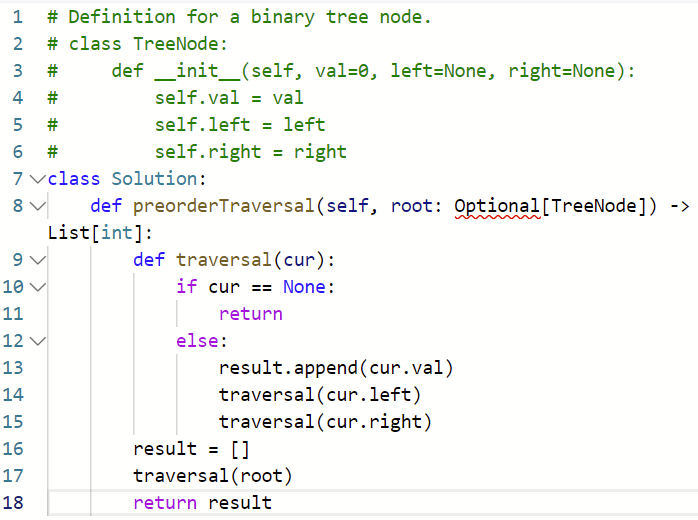 1 # Definition for a binary tree node.
2 # class TreeNode:
3 #     def __init__(self, val=0, left=None, right=None):
4 #         self.val = val
5 #         self.left = left
6 #         self.right = right
7 class Solution:
8     def preorderTraversal(self, root: Optional[TreeNode]) ->
List[int]:
9         def traversal(cur):
10             if cur == None:
11                 return
12             else:
13                 result.append(cur.val)
14                 traversal(cur.left)
15                 traversal(cur.right)
16         result = []
17         traversal(root)
18         return result